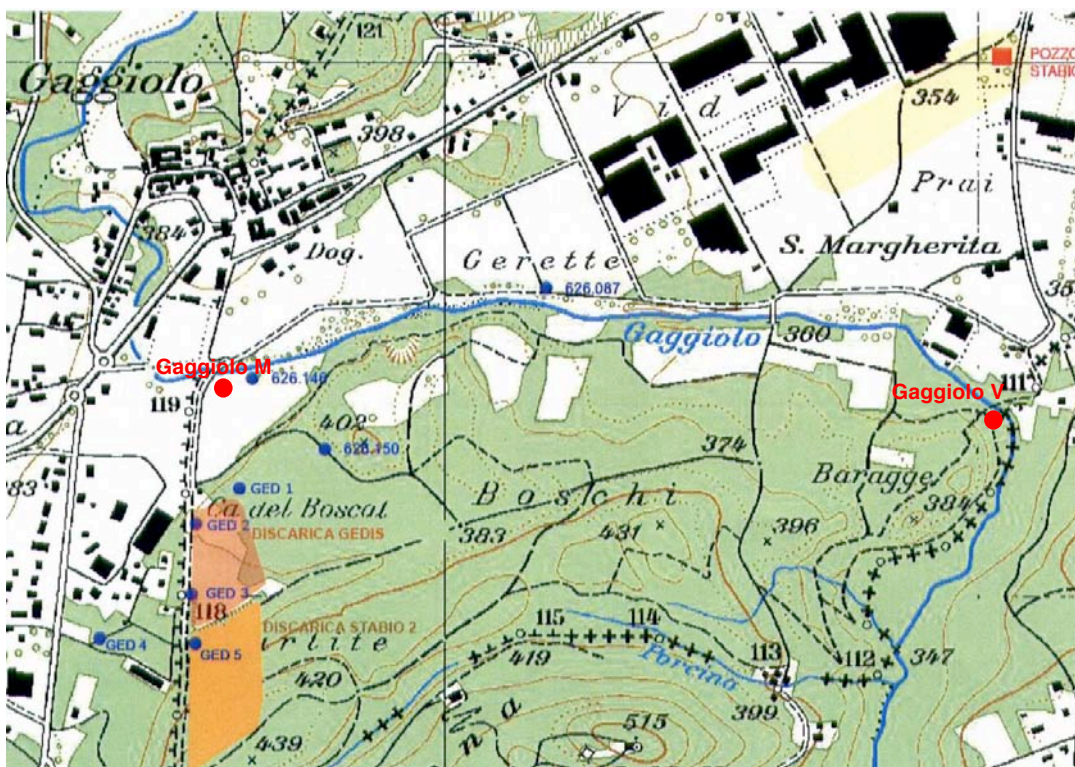 121
Gaggiolo
POZZO
STABIO
354
398
Vid
Prai
384
Dog.
Gerette
S. Margherita
626.087
Gaggiolo
360
Gaggiolo M
626.146
119
111
Gaggiolo V
402
626.150
374
Baragge
384
GED 1
Ca del Boscat
Boschi
GED 2
DISCARICA GEDIS
383
431
396
GED 3
118
DISCARICA STABIO 2
GED 4
GED 5
115
114
113
112
347
419
Porcina
420
399
439
515